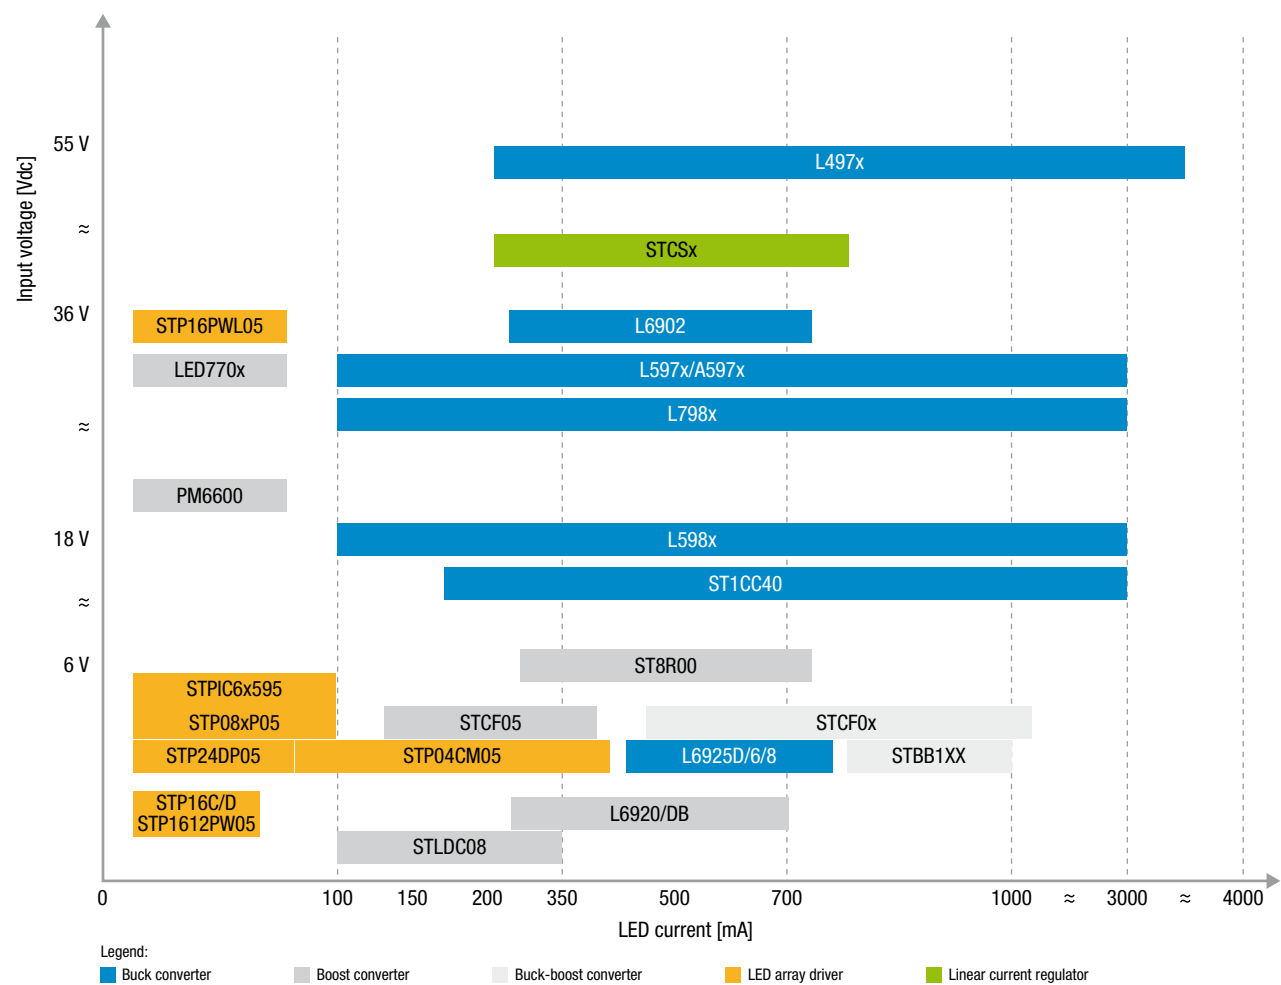 Input voltage [Vdc]
55 V
≈
36 V
≈
18 V
≈
6 V
L497x
STCSx
STP16PWL05
L6902
LED770x
L597x/A597x
L798x
PM6600
L598x
ST1CC40
ST8R00
STPIC6x595
STP08xP05
STCF05
STCF0x
STP24DP05
STP04CM05
L6925D/6/8
STBB1XX
STP16C/D
STP1612PW05
L6920/DB
STLDC08
0 100 150 200 350 500 700 1000 ≈ 3000 ≈ 4000
LED current [mA]
Legend:
Buck converter
Boost converter
Buck-boost converter
LED array driver
Linear current regulator